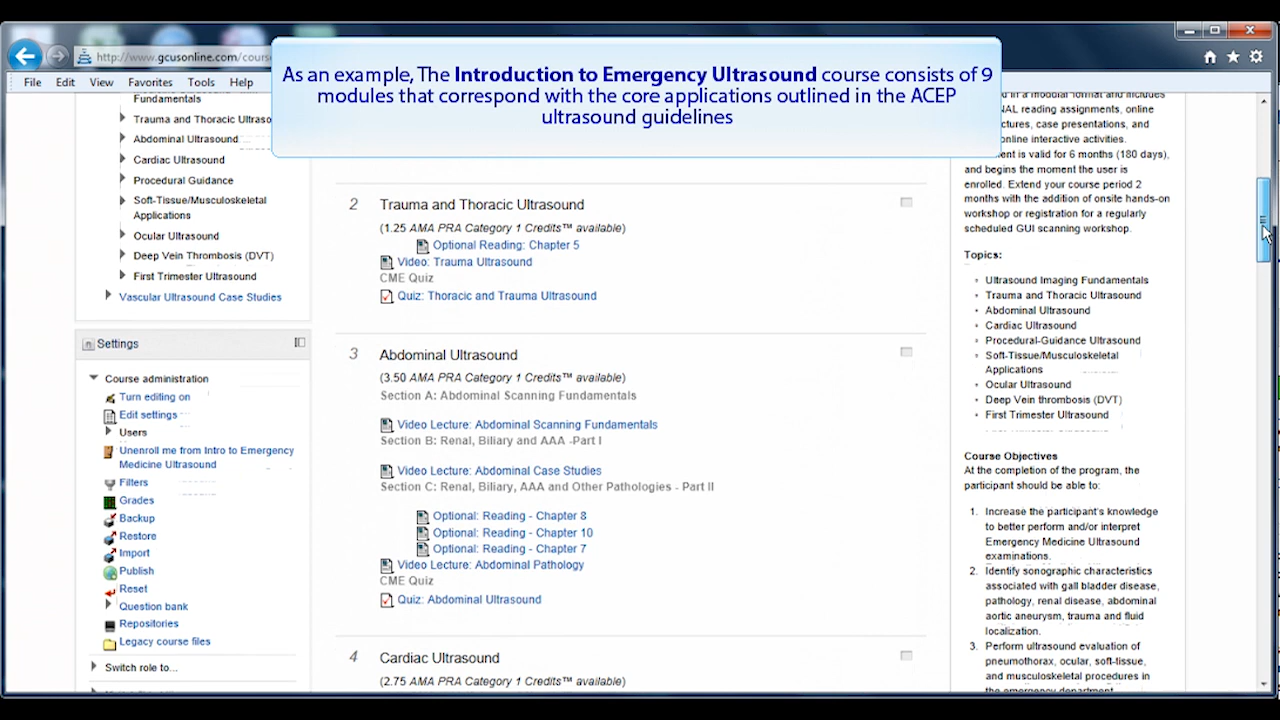 http://www.gcusonline.com/cours
File Edit View Favorites Tools Help
As an example, The Introduction to Emergency Ultrasound course consists of 9
modules that correspond with the core applications outlined in the ACEP
ultrasound guidelines
Fundamentals
Trauma and Thoracic Ultraso
Abdominal Ultrasound
Cardiac Ultrasound
Procedural Guidance
Soft-Tissue/Musculoskeletal
Applications
Ocular Ultrasound
Deep Vein Thrombosis (DVT)
First Trimester Ultrasound
Vascular Ultrasound Case Studies
Settings
Course administration
Turn editing on
Edit settings
Users
Unenroll me from Intro to Emergency
Medicine Ultrasound
Filters
Grades
Backup
Restore
Import
Publish
Reset
Question bank
Repositories
Legacy course files
Switch role to...
2 Trauma and Thoracic Ultrasound
(1.25 AMA PRA Category 1 Credits™ available)
Optional Reading: Chapter 5
Video: Trauma Ultrasound
CME Quiz
Quiz: Thoracic and Trauma Ultrasound
3 Abdominal Ultrasound
(3.50 AMA PRA Category 1 Credits™ available)
Section A: Abdominal Scanning Fundamentals
Video Lecture: Abdominal Scanning Fundamentals
Section B: Renal, Biliary and AAA -Part I
Video Lecture: Abdominal Case Studies
Section C: Renal, Biliary, AAA and Other Pathologies - Part II
Optional: Reading - Chapter 8
Optional: Reading - Chapter 10
Optional: Reading - Chapter 7
Video Lecture: Abdominal Pathology
CME Quiz
Quiz: Abdominal Ultrasound
4 Cardiac Ultrasound
(2.75 AMA PRA Category 1 Credits™ available)
in a modular format and includes
NAL reading assignments, online
ctures, case presentations, and
online interactive activities.
ent is valid for 6 months (180 days),
and begins the moment the user is
enrolled. Extend your course period 2
months with the addition of onsite hands-on
workshop or registration for a regularly
scheduled GUI scanning workshop.
Topics:
• Ultrasound Imaging Fundamentals
• Trauma and Thoracic Ultrasound
• Abdominal Ultrasound
• Cardiac Ultrasound
• Procedural-Guidance Ultrasound
• Soft-Tissue/Musculoskeletal
Applications
• Ocular Ultrasound
• Deep Vein thrombosis (DVT)
• First Trimester Ultrasound
Course Objectives
At the completion of the program, the
participant should be able to:
1. Increase the participant's knowledge
to better perform and/or interpret
Emergency Medicine Ultrasound
examinations.
2. Identify sonographic characteristics
associated with gall bladder disease,
pathology, renal disease, abdominal
aortic aneurysm, trauma and fluid
localization.
3. Perform ultrasound evaluation of
pneumothorax, ocular, soft-tissue,
and musculoskeletal procedures in
the emergency department